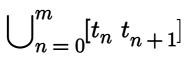 ⋃_{n = 0}^{m} [t_n t_{n + 1}]